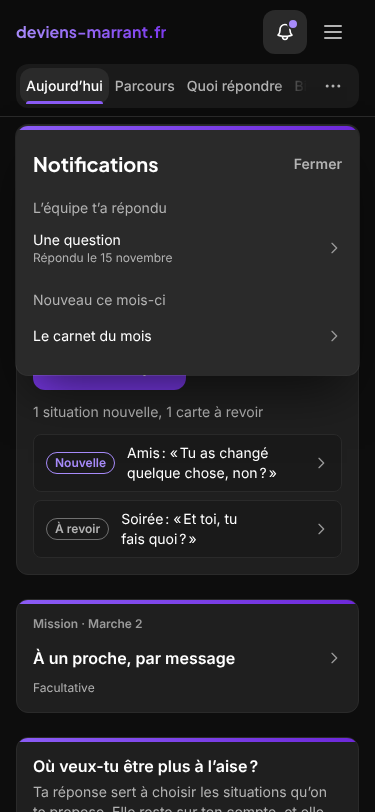 deviens-marrant.fr
Aujourd’hui Parcours Quoi répondre
Notifications
Fermer
L’équipe t’a répondu
Une question
Répondu le 15 novembre
Nouveau ce mois-ci
Le carnet du mois
1 situation nouvelle, 1 carte à revoir
Nouvelle
Amis : « Tu as changé
quelque chose, non ? »
À revoir
Soirée : « Et toi, tu
fais quoi ? »
Mission · Marche 2
À un proche, par message
Facultative
Où veux-tu être plus à l’aise ?
Ta réponse sert à choisir les situations qu’on
te propose. Elle reste sur ton compte, et elle